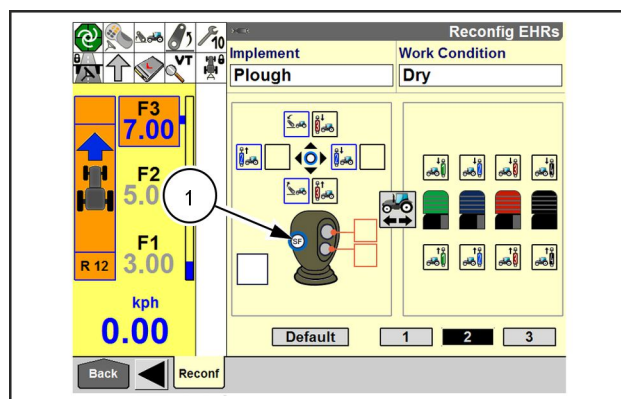 Reconfig EHRs
5
10
VT
Implement
Work Condition
Plough
Dry
F3
7.00
F2
5.0
1
F1
R 12
3.00
SF
kph
0.00
Default
1
2
3
Back
Reconf